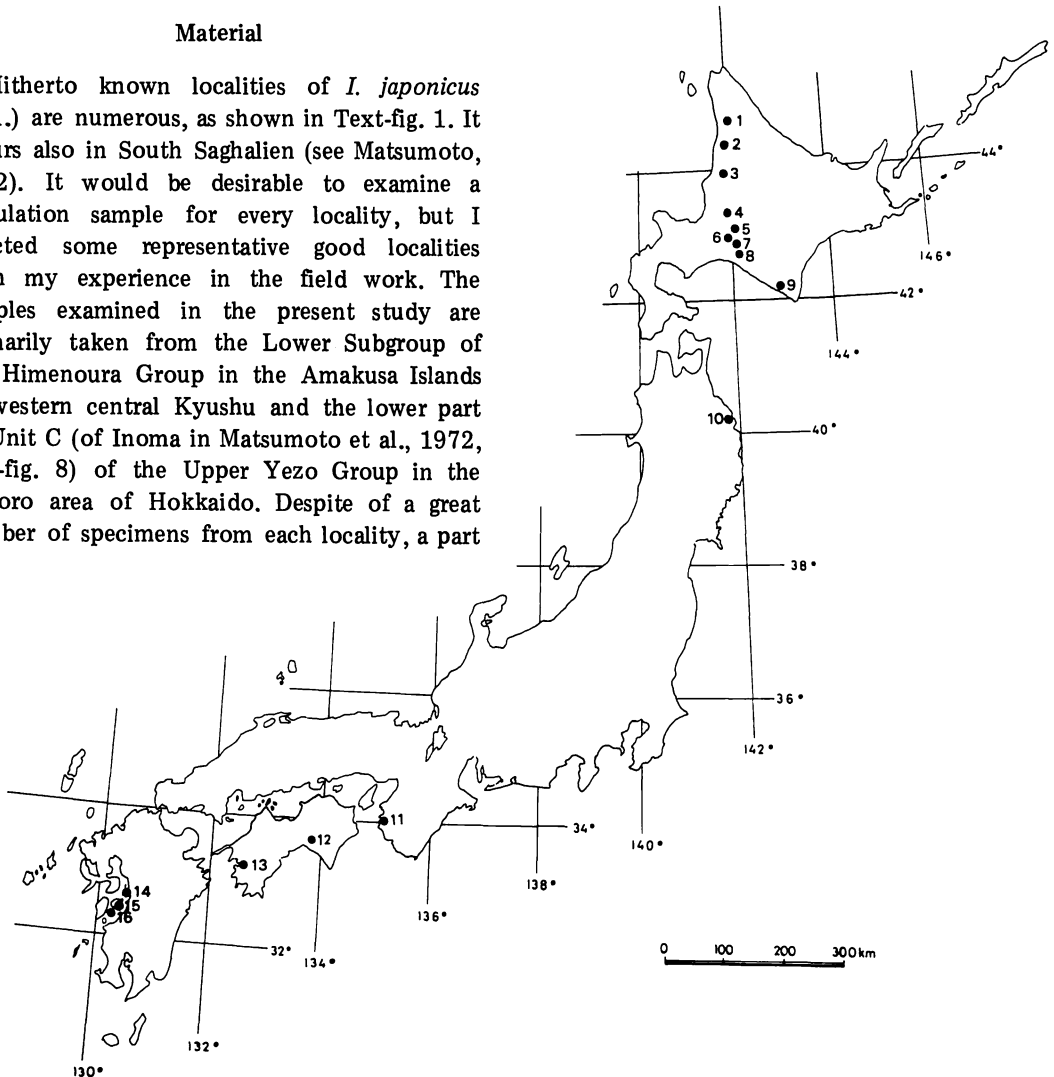 Material
itherto known localities of I. japonicus
.) are numerous, as shown in Text-fig. 1. It
urs also in South Saghalien (see Matsumoto,
2). It would be desirable to examine a
ulation sample for every locality, but I
cted some representative good localities
n my experience in the field work. The
ples examined in the present study are
arily taken from the Lower Subgroup of
Himenoura Group in the Amakusa Islands
western central Kyushu and the lower part
Unit C (of Inoma in Matsumoto et al., 1972,
-fig. 8) of the Upper Yezo Group in the
oro area of Hokkaido. Despite of a great
ber of specimens from each locality, a part
1
2
3
4
5
6
7
8
9
10
11
12
13
14
15
16
44°
146°
42°
144°
40°
38°
36°
142°
34°
140°
138°
136°
32°
134°
132°
130°
0 100 200 300km